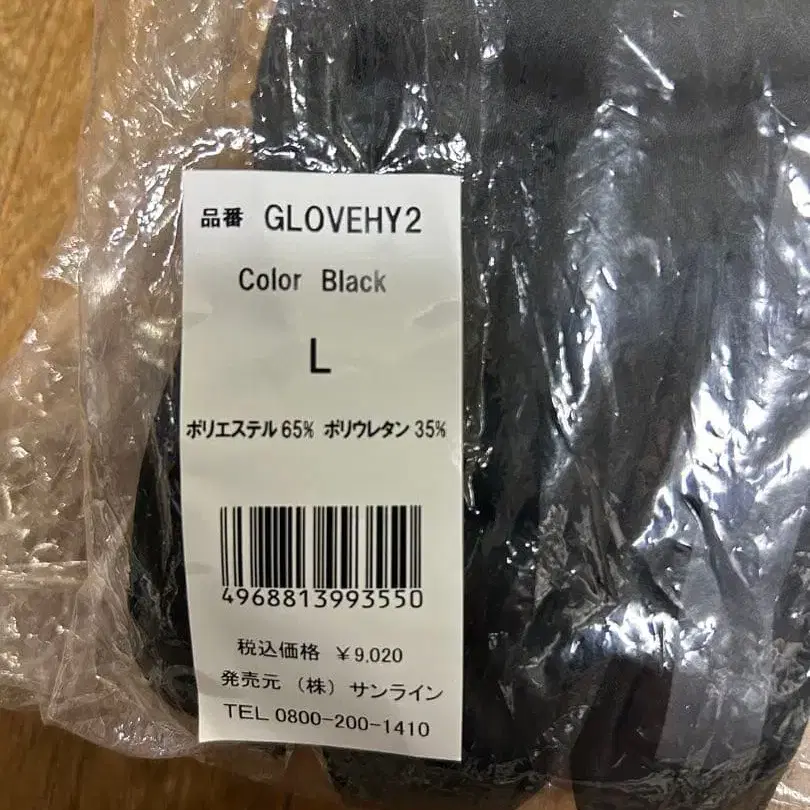 品番 GLOVEHY2
Color Black
L
ポリエステル 65% ポリウレタン 35%
4968813993550
税込価格 ¥9,020
発売元 (株) サンライン
TEL 0800-200-1410